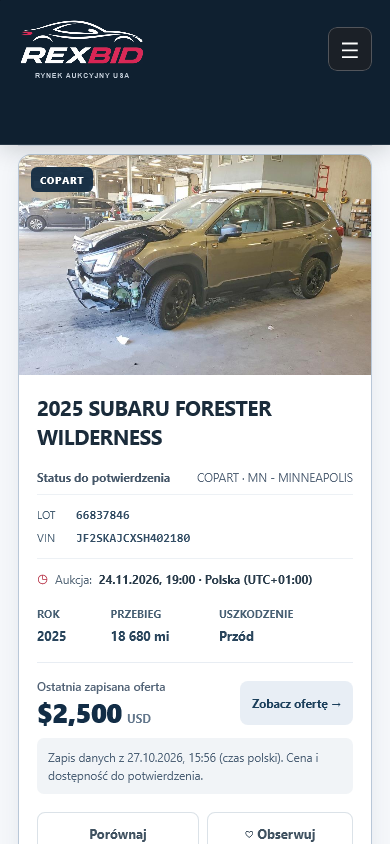 REXBID
RYNEK AUKCYJNY USA
COPART
2025 SUBARU FORESTER
WILDERNESS
Status do potwierdzenia COPART · MN - MINNEAPOLIS
LOT 66837846
VIN JF2SKAJCXSH402180
Aukcja: 24.11.2026, 19:00 · Polska (UTC+01:00)
ROK PRZEBIEG USZKODZENIE
2025 18 680 mi Przód
Ostatnia zapisana oferta
$2,500 USD
Zobacz ofertę →
Zapis danych z 27.10.2026, 15:56 (czas polski). Cena i
dostępność do potwierdzenia.
Porównaj ♡ Obserwuj